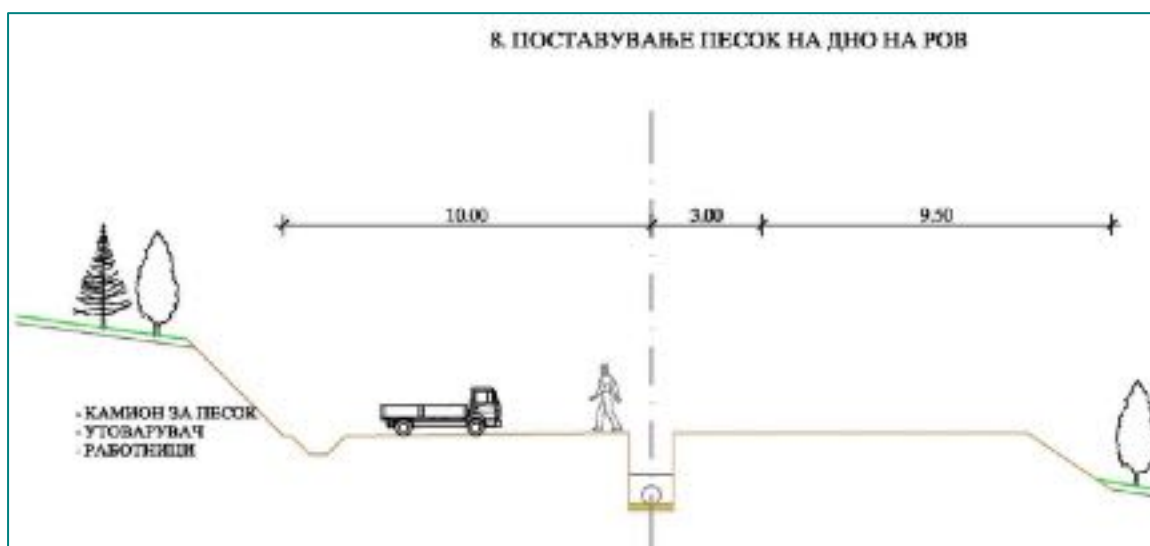 8. ПОСТАВУВАЊЕ ПЕСОК НА ДНО НА РОВ
10.00 3.00 9.50
- КАМИОН ЗА ПЕСОК
- УТОВАРУВАЧ
- РАБОТНИЦИ